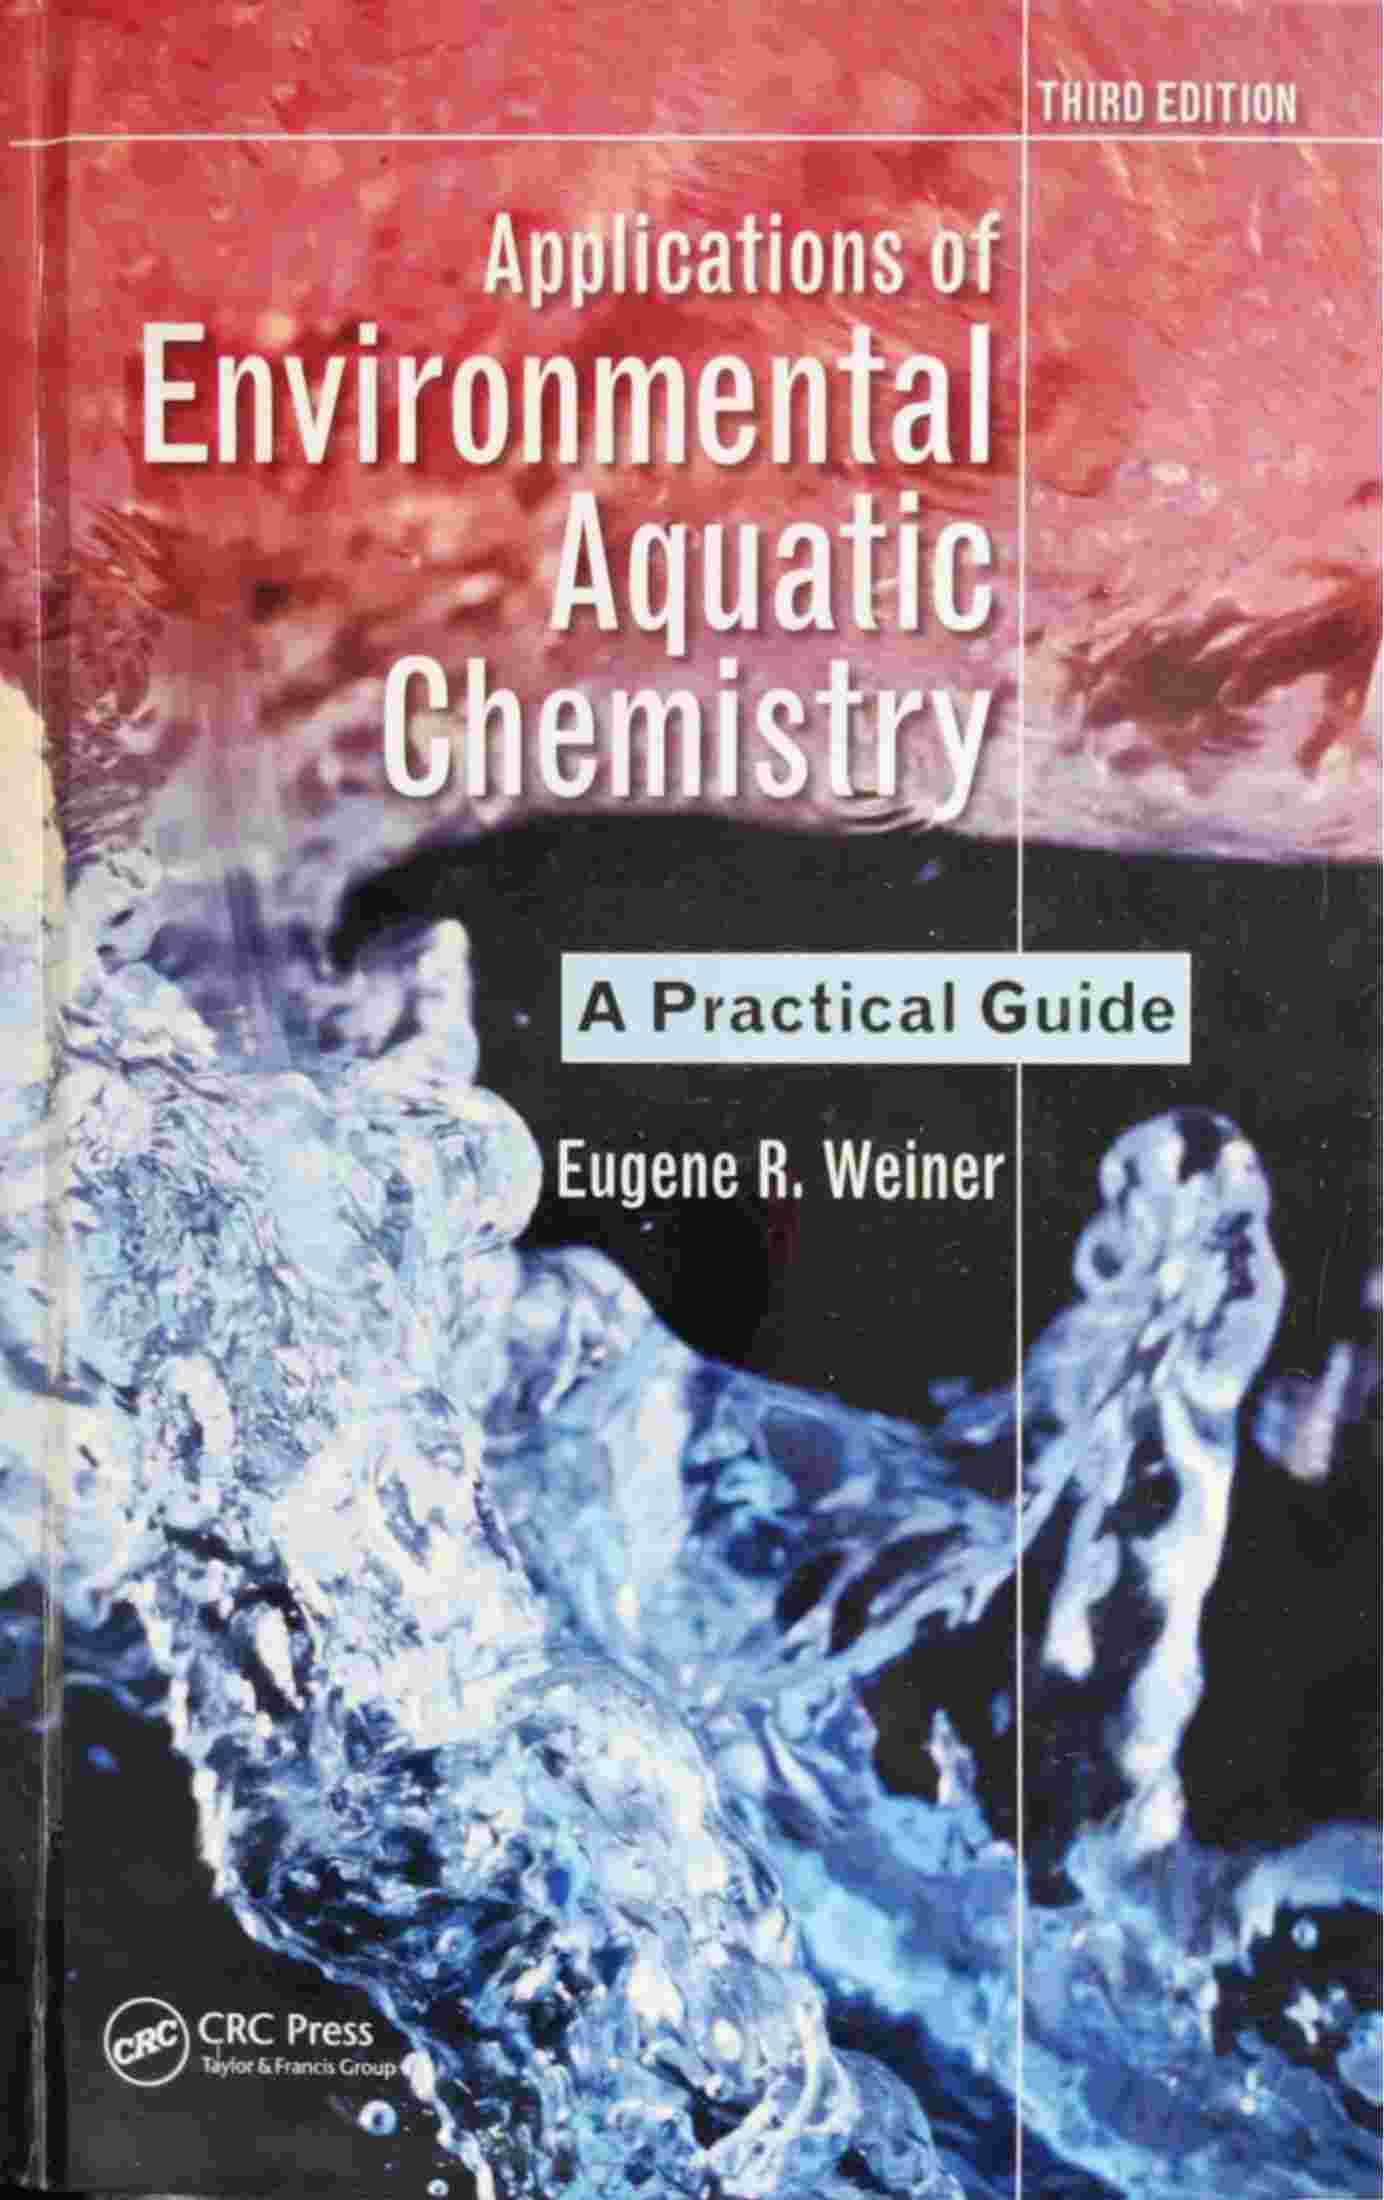 THIRD EDITION
Applications of
Environmental
Aquatic
Chemistry
A Practical Guide
Eugene R. Weiner
CRC
CRC Press
Taylor & Francis Group